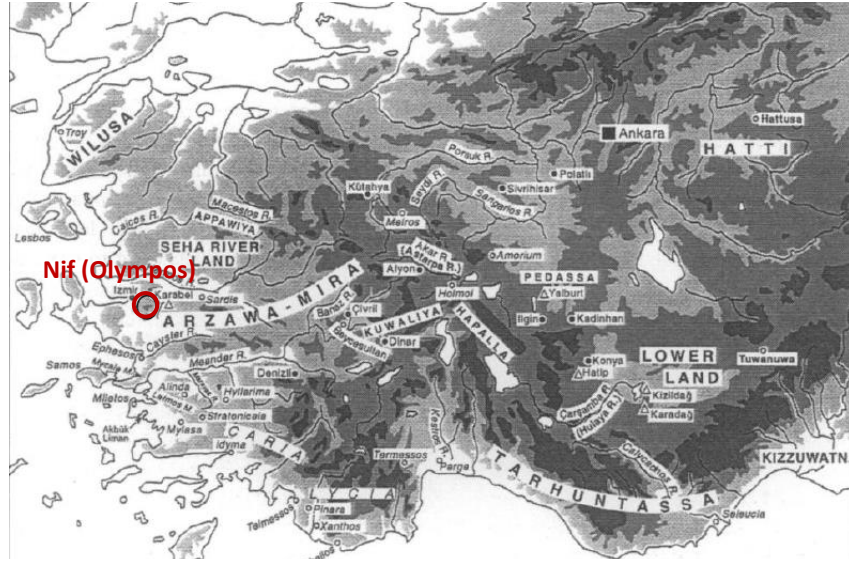 Troy
WILUSA
Ankara
Hattusa
HATTI
Porsuk R.
Polatlı
Sivrihisar
Kütahya
Seydi R.
Sangarios R.
Meiros
Macestos R.
Caicos R.
APPAWIYA
Lesbos
SEHA RIVER
LAND
Akar R.
(Astarpa R.)
Amorium
Afyon
Nif (Olympos)
PEDASSA
Yalburt
Izmir
Karabel
Sardis
Holmoi
ARZAWA-MIRA
Banaz R.
Çivril
Ilgin
Kadinhan
KUWALIYA
HAPALLA
Beycesultan
Dinar
Cayster R.
Ephesos
Meander R.
Konya
Hatip
LOWER
LAND
Tuwanuwa
Samos
Mycale M.
Denizli
Alinda
Hyllarima
Kizildağ
Karadağ
Çarşamba R.
(Hulaya R.)
Miletos
Latmos M.
Stratonicaia
Mylasa
Akbük
Liman
Idyma
CARIA
Kestros R.
Termessos
Perge
Calycadnos R.
KIZZUWATN
TARHUNTASSA
LYCIA
Telmessos
Pinara
Xanthos
Seleucia